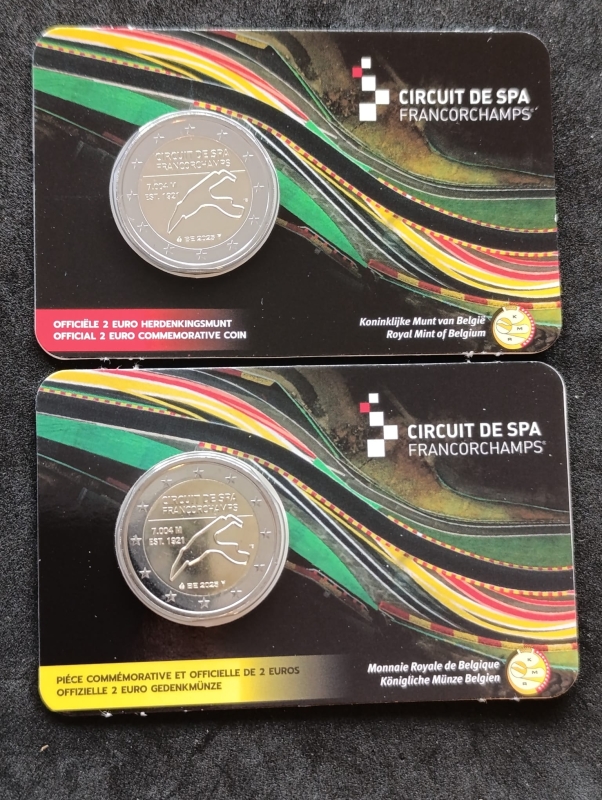 CIRCUIT DE SPA
FRANCORCHAMPS
CIRCUIT DE SPA
FRANCORCHAMPS
7.004 M
EST. 1921
BE 2025
OFFICIËLE 2 EURO HERDENKINGSMUNT
OFFICIAL 2 EURO COMMEMORATIVE COIN
Koninklijke Munt van België
Royal Mint of Belgium
K
M
R
CIRCUIT DE SPA
FRANCORCHAMPS
CIRCUIT DE SPA
FRANCORCHAMPS
7.004 M
EST. 1921
BE 2025
PIÈCE COMMÉMORATIVE ET OFFICIELLE DE 2 EUROS
OFFIZIELLE 2 EURO GEDENKMÜNZE
Monnaie Royale de Belgique
Königliche Münze Belgien
K
M
R